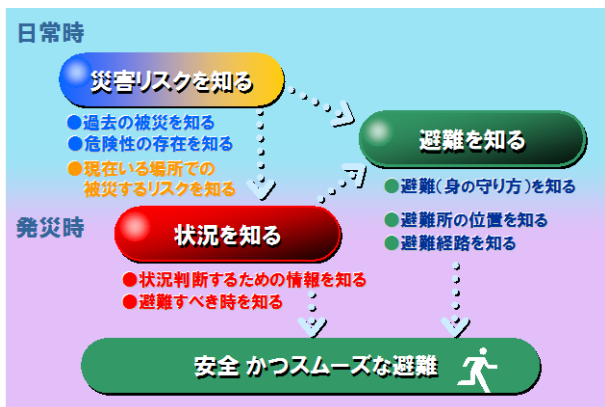 日常時
災害リスクを知る
●過去の被災を知る
●危険性の存在を知る
●現在いる場所での
被災するリスクを知る
避難を知る
●避難（身の守り方）を知る
●避難所の位置を知る
●避難経路を知る
発災時
状況を知る
●状況判断するための情報を知る
●避難すべき時を知る
安全 かつスムーズな避難